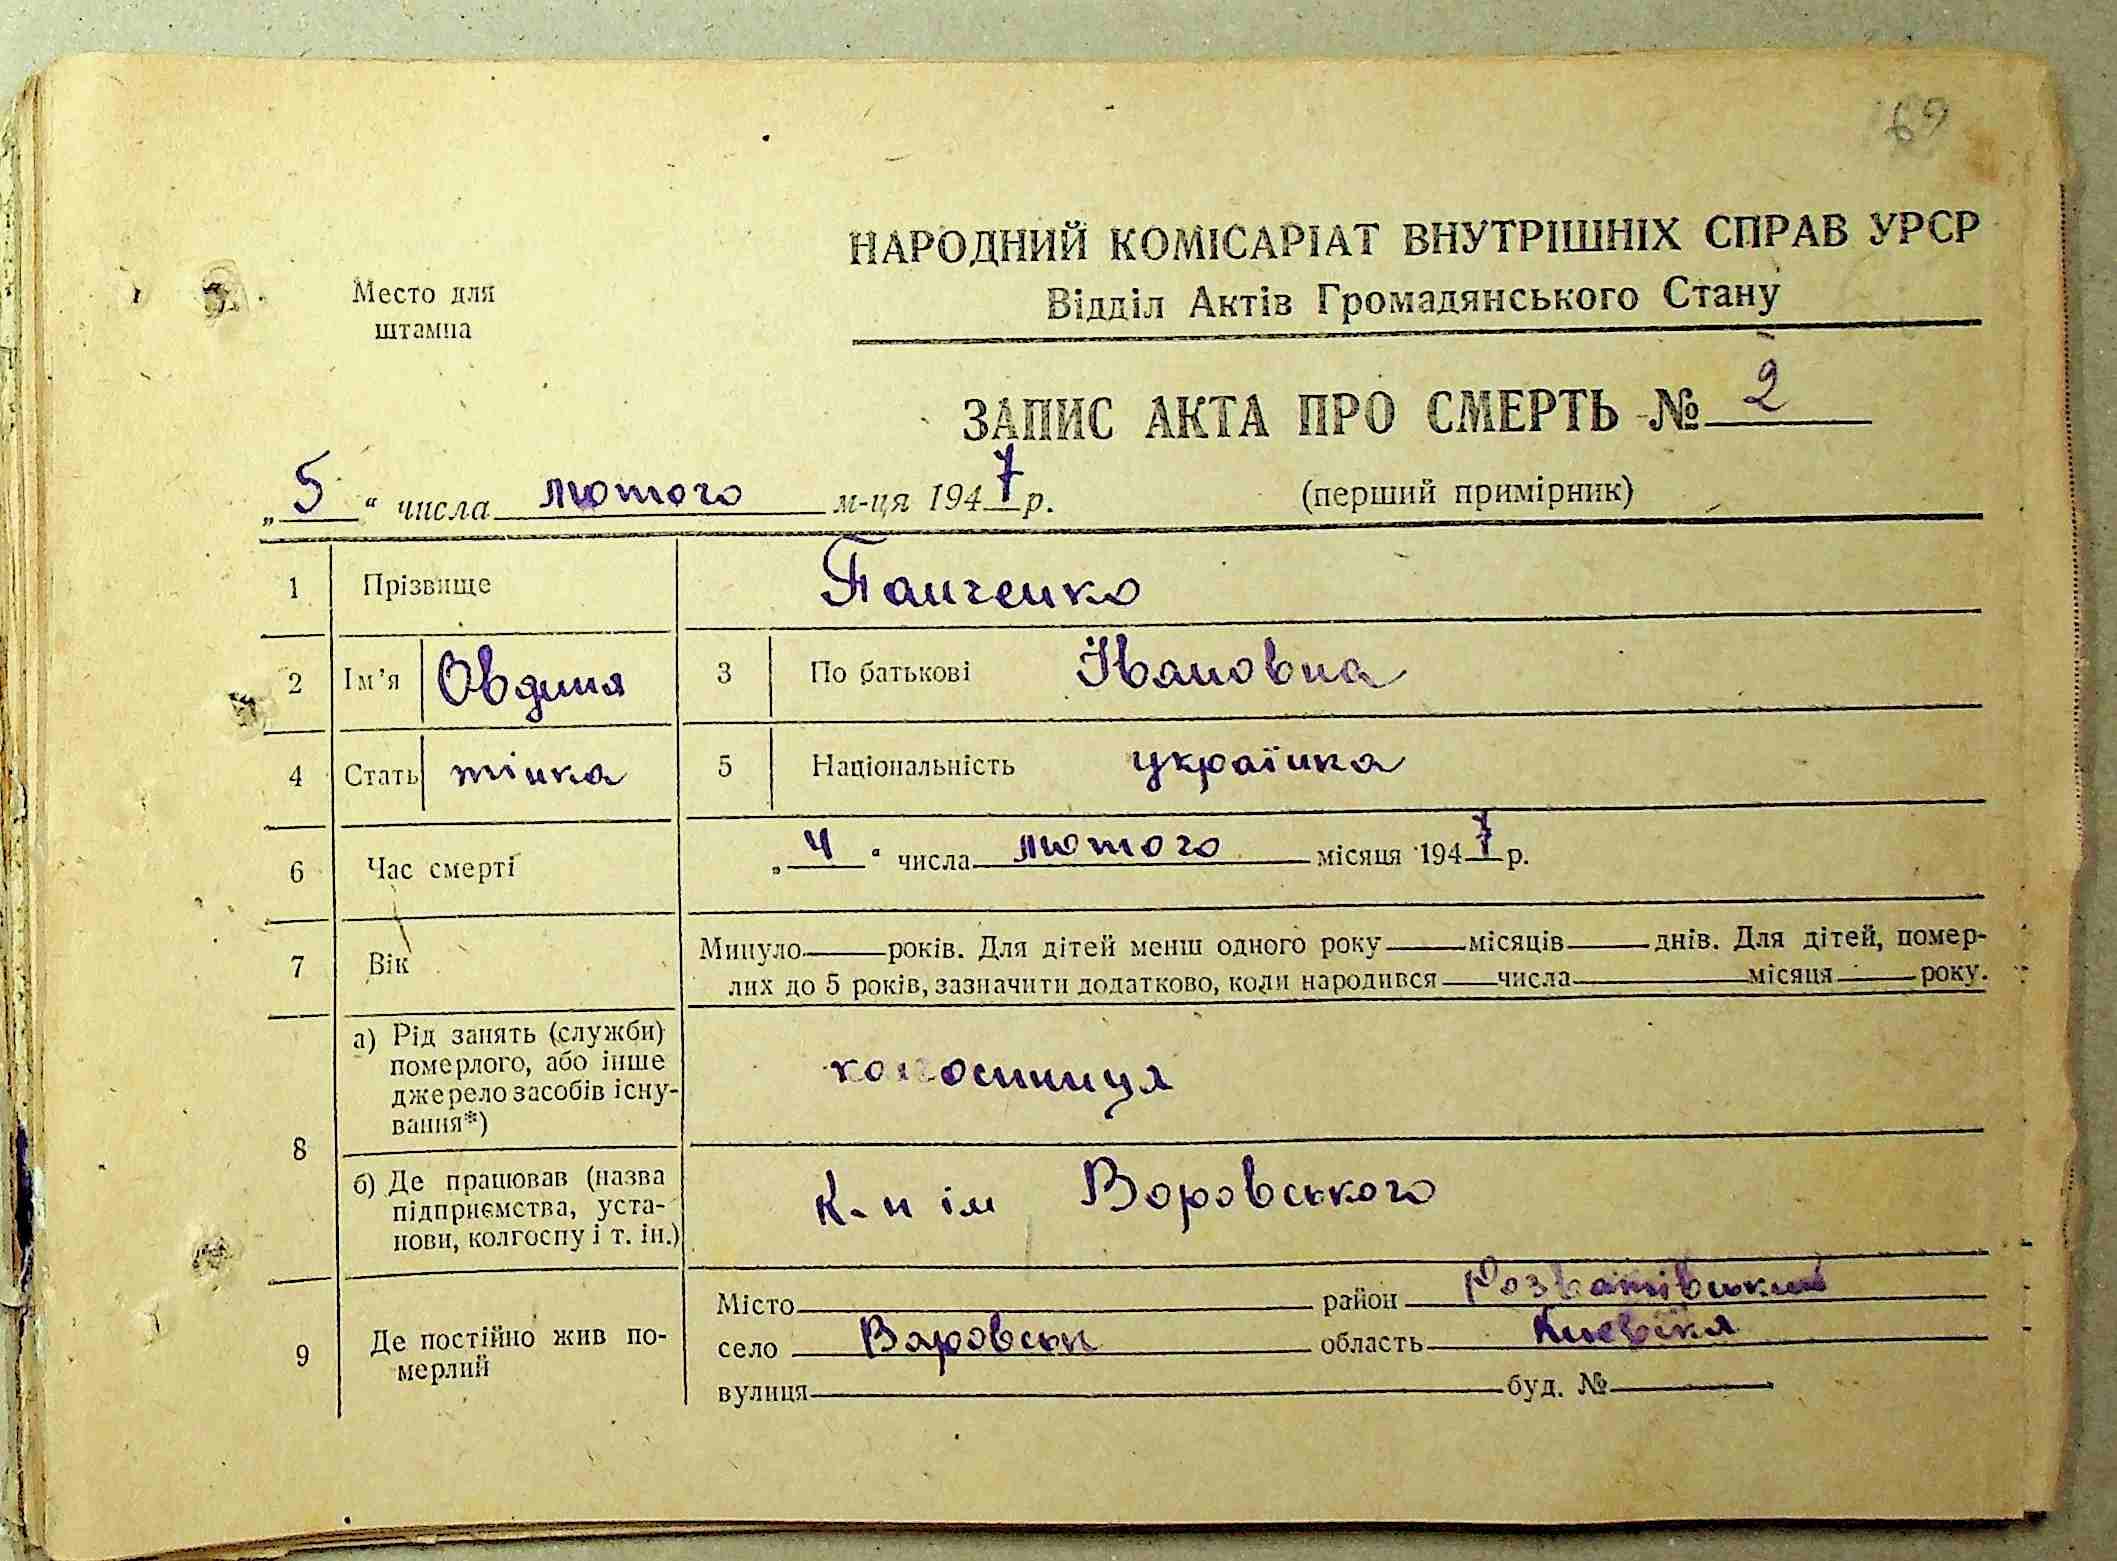 69
НАРОДНИЙ КОМІСАРІАТ ВНУТРІШНІХ СПРАВ УРСР
Відділ Актів Громадянського Стану
Место для
штампа
ЗАПИС АКТА ПРО СМЕРТЬ № 2
„5“ числа лютого м-ця 1947 р.
(перший примірник)
1 Прізвище Панченко
2 Ім'я Овдиня 3 По батькові Івановна
4 Стать жінка 5 Національність українка
6 Час смерті „4“ числа лютого місяця 1947 р.
7 Вік Минуло років. Для дітей менш одного року місяців днів. Для дітей, помер-
лих до 5 років, зазначити додатково, коли народився числа місяця року.
8 а) Рід занять (служби)
померлого, або інше
джерело засобів існу-
вання*)
колгосниця
б) Де працював (назва
підприємства, уста-
нови, колгоспу і т. ін.)
К-п ім Воровського
9 Де постійно жив по-
мерлий
Місто район Розважівський
село Варовськ область Киевіка
вулиця буд. №